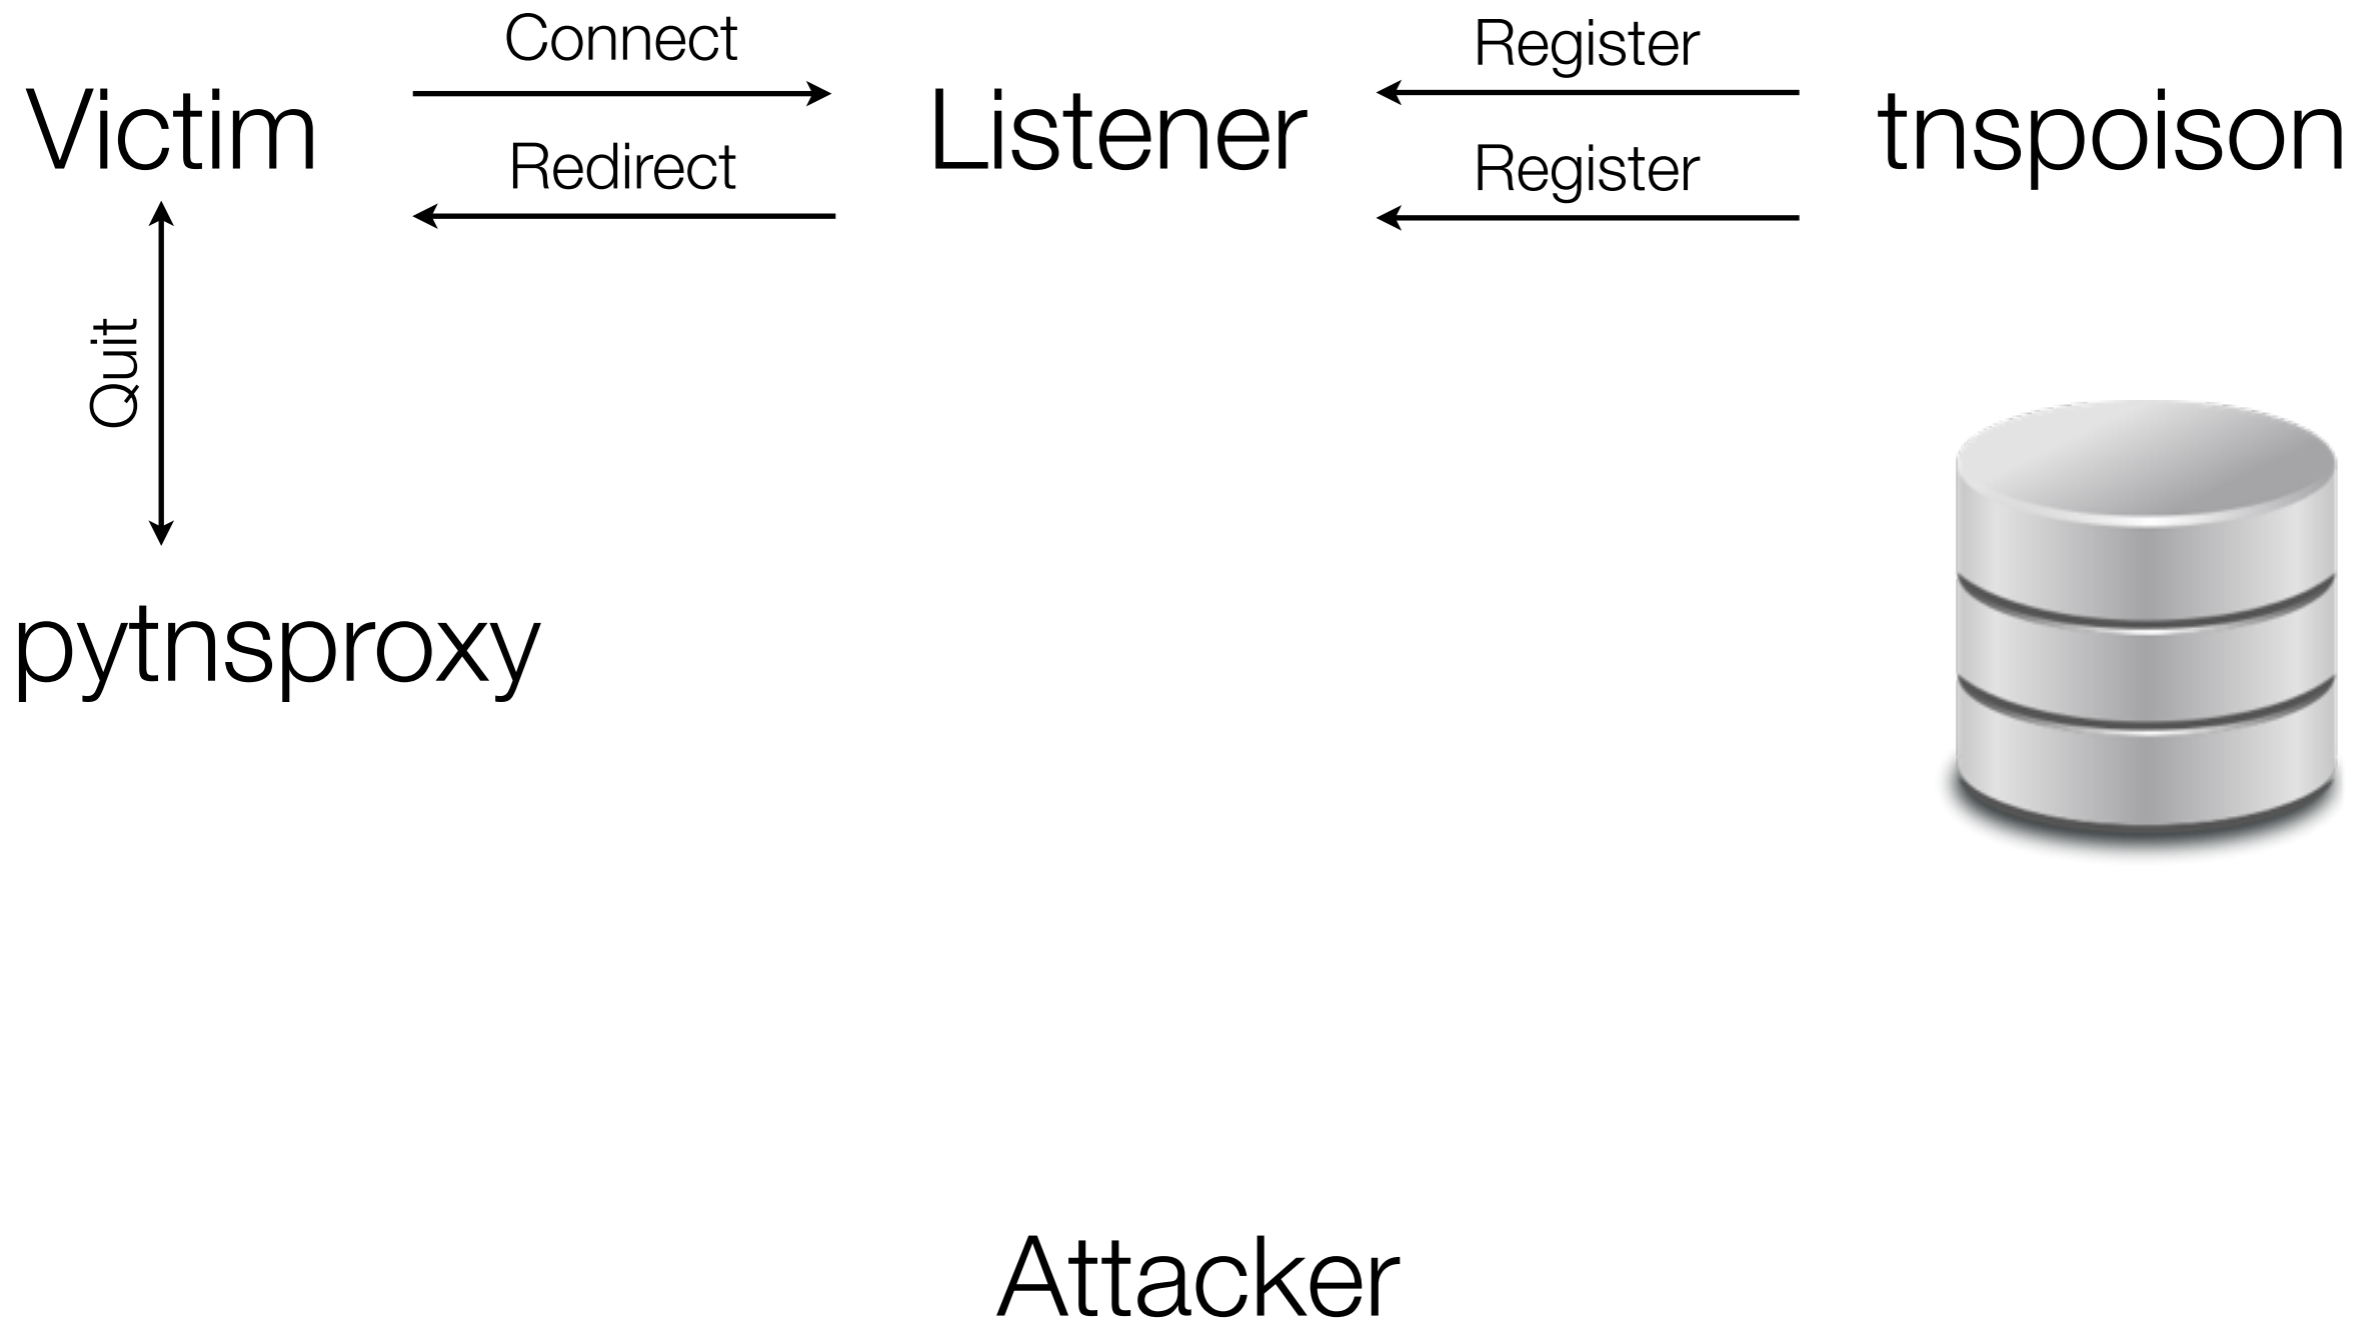 Connect
Register
Victim
Listener
tnspoison
Redirect
Register
Quit
pytnsproxy
Attacker